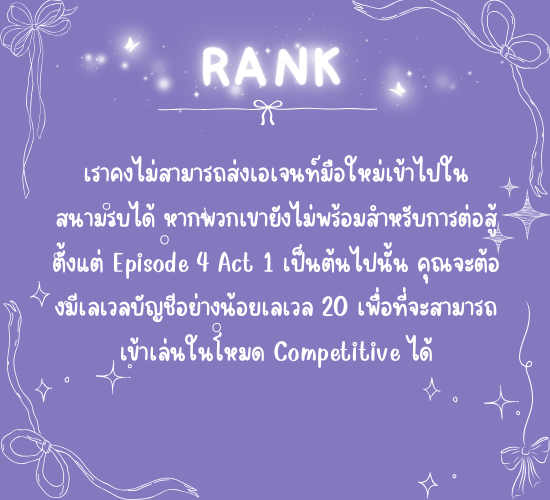 RANK
เราคงไม่สามารถส่งเอเจนท์มือใหม่เข้าไปใน
สนามรบได้ หากพวกเขายังไม่พร้อมสำหรับการต่อสู้
ตั้งแต่ Episode 4 Act 1 เป็นต้นไปนั้น คุณจะต้อ
งมีเลเวลบัญชีอย่างน้อยเลเวล 20 เพื่อที่จะสามารถ
เข้าเล่นในโหมด Competitive ได้